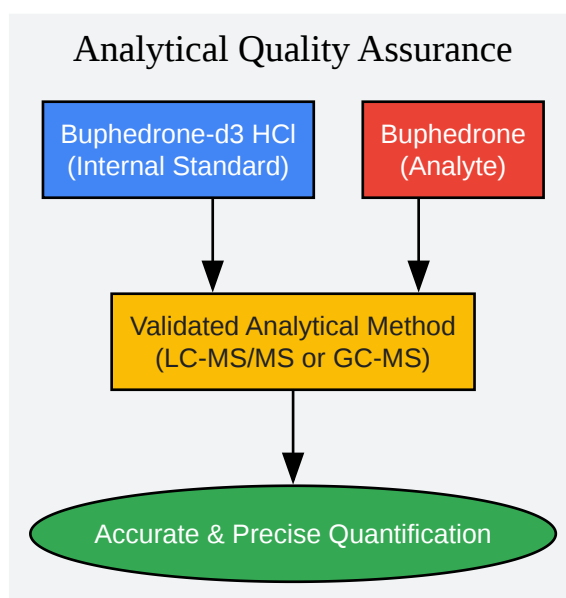 Analytical Quality Assurance
Buphedrone-d3 HCl
(Internal Standard)
Buphedrone
(Analyte)
Validated Analytical Method
(LC-MS/MS or GC-MS)
Accurate & Precise Quantification